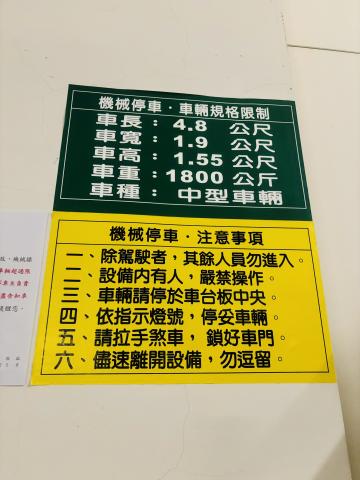 機械停車．車輛規格限制
車長：4.8 公尺
車寬：1.9 公尺
車高：1.55 公尺
車重：1800 公斤
車種：中型車輛
機械停車．注意事項
一、除駕駛者，其餘人員勿進入。
二、設備內有人，嚴禁操作。
三、車輛請停於車台板中央。
四、依指示燈號，停妥車輛。
五、請拉手煞車，鎖好車門。
六、儘速離開設備，勿逗留。